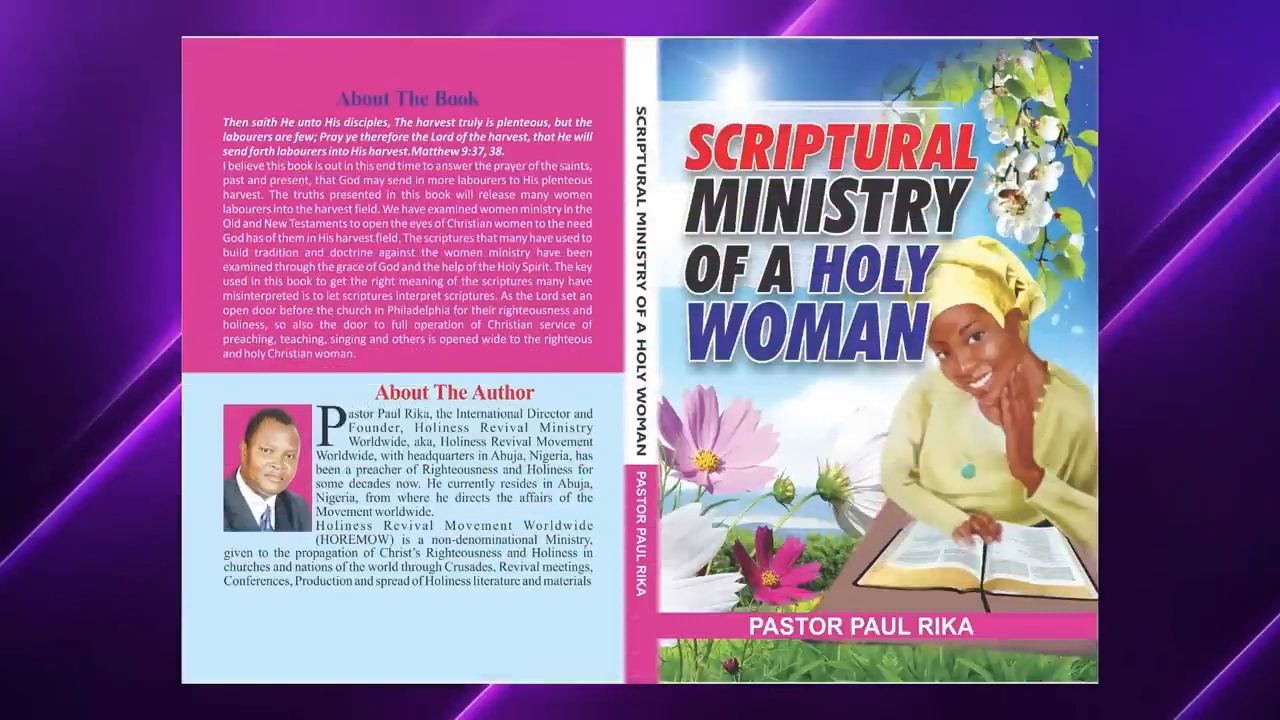 About The Book
Then saith He unto His disciples, The harvest truly is plenteous, but the
labourers are few; Pray ye therefore the Lord of the harvest, that He will
send forth labourers into His harvest.Matthew 9:37, 38.
I believe this book is out in this end time to answer the prayer of the saints,
past and present, that God may send in more labourers to His plenteous
harvest. The truths presented in this book will release many women
labourers into the harvest field. We have examined women ministry in the
Old and New Testaments to open the eyes of Christian women to the need
God has of them in His harvest field. The scriptures that many have used to
build tradition and doctrine against the women ministry have been
examined through the grace of God and the help of the Holy Spirit. The key
used in this book to get the right meaning of the scriptures many have
misinterpreted is to let scriptures interpret scriptures. As the Lord set an
open door before the church in Philadelphia for their righteousness and
holiness, so also the door to full operation of Christian service of
preaching, teaching, singing and others is opened wide to the righteous
and holy Christian woman.
About The Author
Pastor Paul Rika, the International Director and
Founder, Holiness Revival Ministry
Worldwide, aka, Holiness Revival Movement
Worldwide, with headquarters in Abuja, Nigeria, has
been a preacher of Righteousness and Holiness for
some decades now. He currently resides in Abuja,
Nigeria, from where he directs the affairs of the
Movement worldwide.
Holiness Revival Movement Worldwide
(HOREMOW) is a non-denominational Ministry,
given to the propagation of Christ's Righteousness and Holiness in
churches and nations of the world through Crusades, Revival meetings,
Conferences, Production and spread of Holiness literature and materials
SCRIPTURAL MINISTRY OF A HOLY WOMAN
PASTOR PAUL RIKA
SCRIPTURAL
MINISTRY
OF A HOLY
WOMAN
PASTOR PAUL RIKA